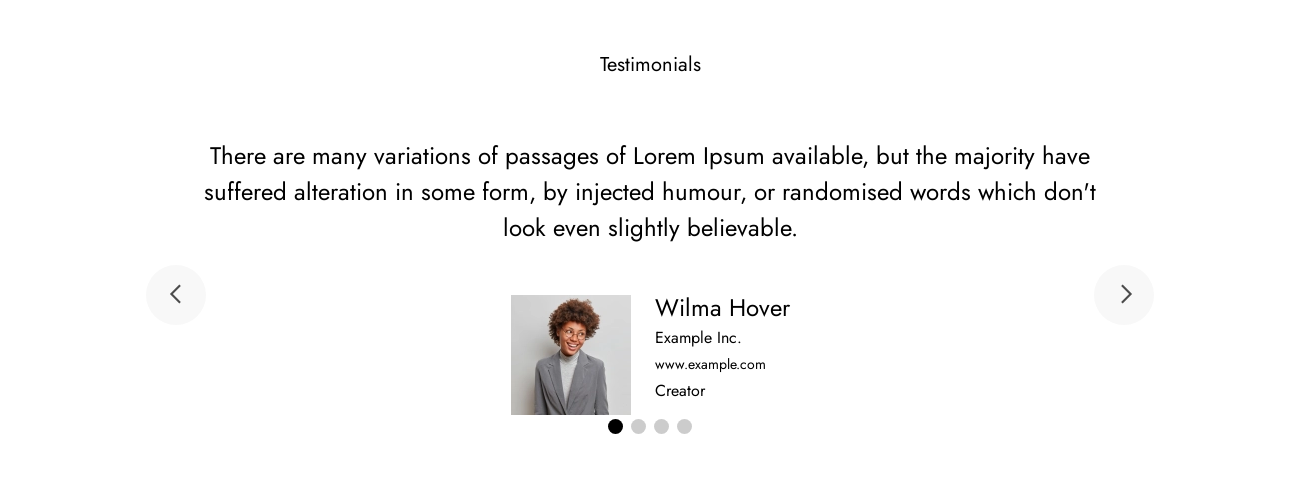 Testimonials
There are many variations of passages of Lorem Ipsum available, but the majority have
suffered alteration in some form, by injected humour, or randomised words which don't
look even slightly believable.
Wilma Hover
Example Inc.
www.example.com
Creator